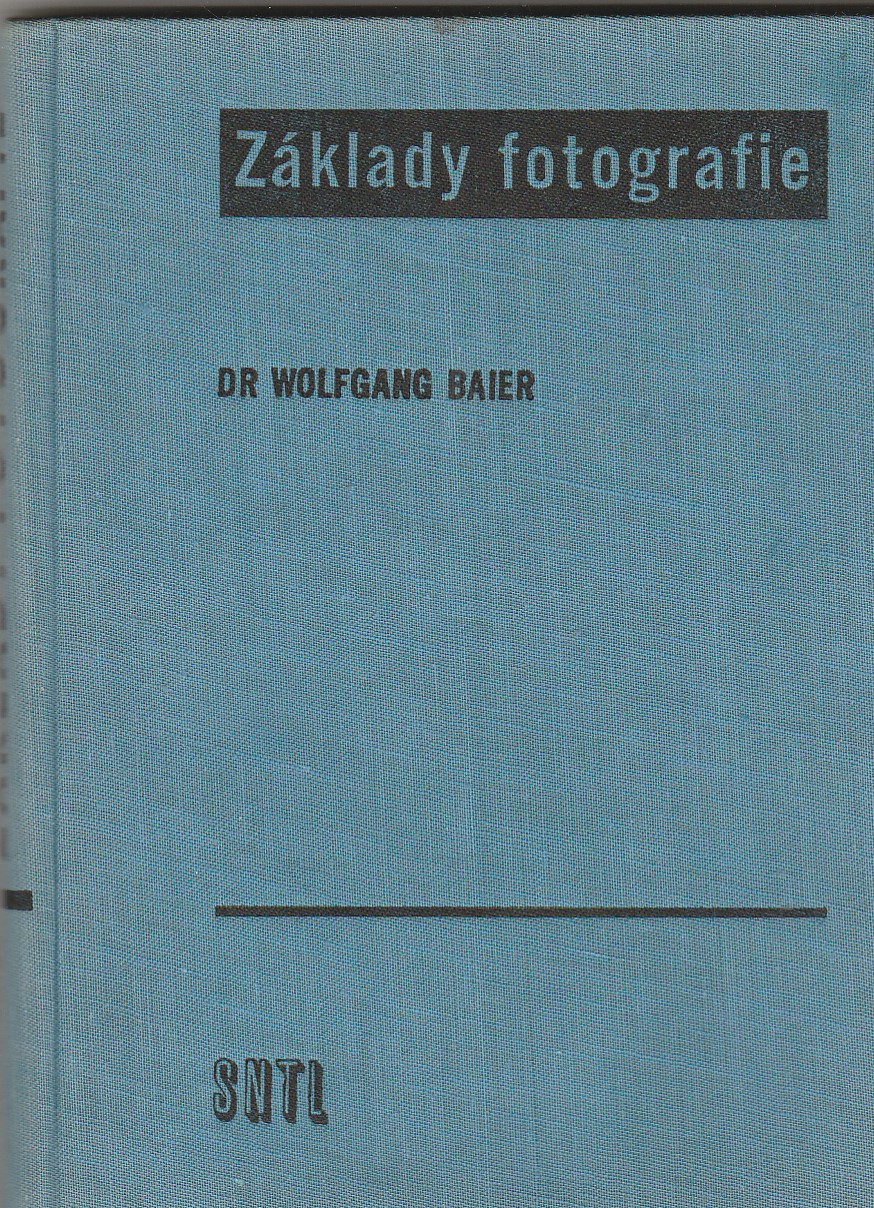 Základy fotografie
DR WOLFGANG BAIER
SNTL